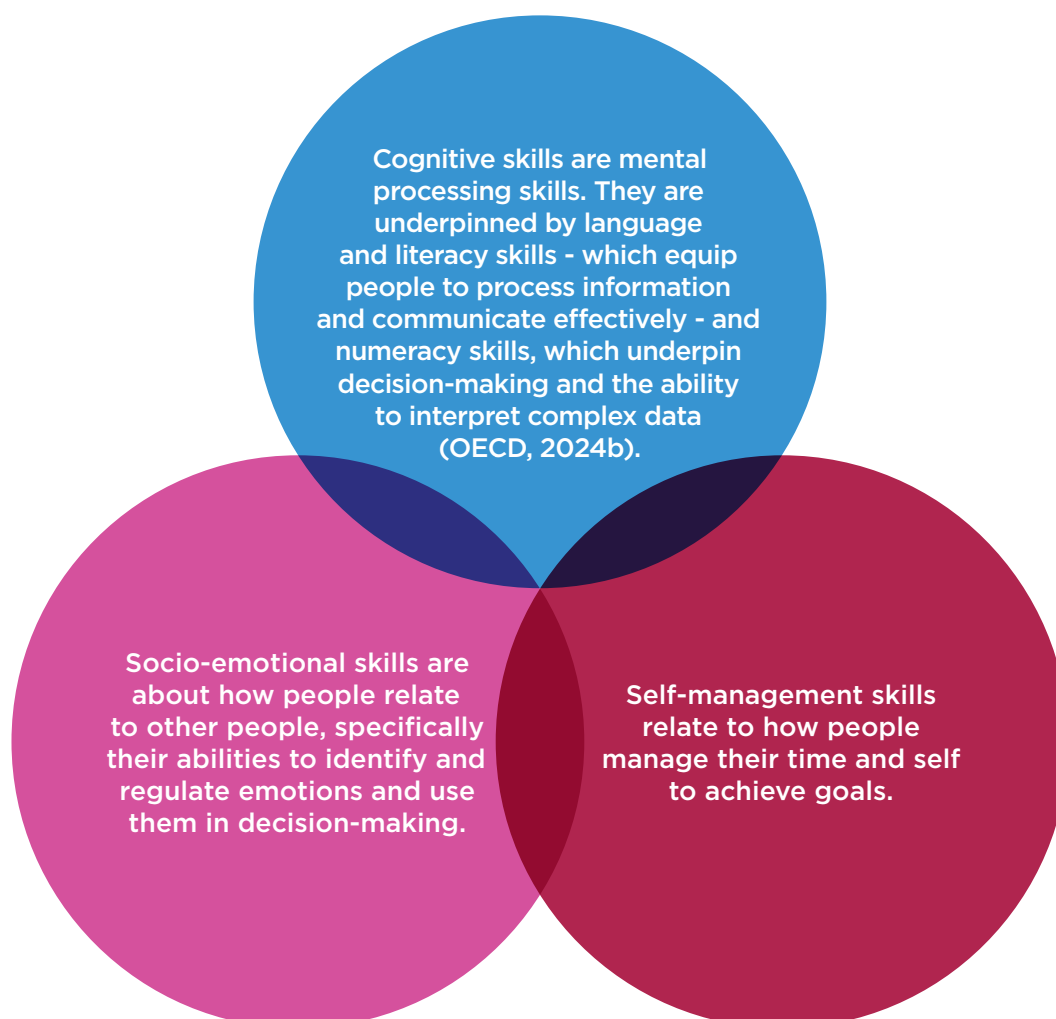 Cognitive skills are mental
processing skills. They are
underpinned by language
and literacy skills - which equip
people to process information
and communicate effectively - and
numeracy skills, which underpin
decision-making and the ability
to interpret complex data
(OECD, 2024b).
Socio-emotional skills are
about how people relate
to other people, specifically
their abilities to identify and
regulate emotions and use
them in decision-making.
Self-management skills
relate to how people
manage their time and self
to achieve goals.